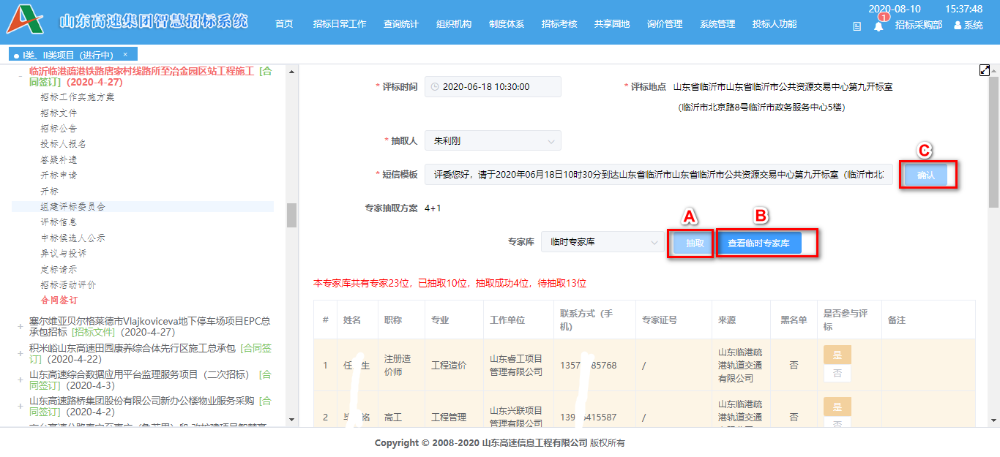 山东高速集团智慧招标系统
首页 招标日常工作 查询统计 组织机构 制度体系 招标考核 共享园地 询价管理 系统管理 投标人功能
2020-08-10 15:37:48
1
招标采购部 系统
I类、II类项目（进行中） ×
临沂临港疏港铁路唐家村线路所至冶金园区站工程施工 [合
同签订]（2020-4-27）
招标工作实施方案
招标文件
招标公告
投标人报名
答疑补遗
开标申请
开标
组建评标委员会
评标信息
中标候选人公示
异议与投诉
定标请示
招标活动评价
合同签订
塞尔维亚贝尔格莱德市Vlajkoviceva地下停车场项目EPC总
承包招标 [招标文件]（2020-4-27）
积米峪山东高速田园康养综合体先行区施工总承包 [合同签
订]（2020-4-22）
山东高速综合数据应用平台监理服务项目（二次招标） [合
同签订]（2020-4-3）
山东高速路桥集团股份有限公司新办公楼物业服务采购 [合
同签订]（2020-4-2）
* 评标时间 2020-06-18 10:30:00
* 评标地点 山东省临沂市山东省临沂市公共资源交易中心第九开标室
(临沂市北京路8号临沂市政务服务中心5楼)
* 抽取人 朱利刚
C
* 短信模板 评委您好，请于2020年06月18日10时30分到达山东省临沂市山东省临沂市公共资源交易中心第九开标室（临沂市北
确认
专家抽取方案 4+1
A B
专家库 临时专家库 抽取 查看临时专家库
本专家库共有专家23位，已抽取10位，抽取成功4位，待抽取13位
# 姓名 职称 专业 工作单位 联系方式（手
机） 专家证号 来源 黑名单 是否参与评
标 备注
1 任 生 注册造
价师 工程造价 山东睿工项目
管理有限公司 1357 85768 / 山东临港疏
港轨道交通
有限公司 否 是
否
2 铭 高工 工程管理 山东兴联项目
管理有限公司 139 415587 / 山东临港疏
港轨道交通 否 是
否
Copyright © 2008-2020 山东高速信息工程有限公司 版权所有